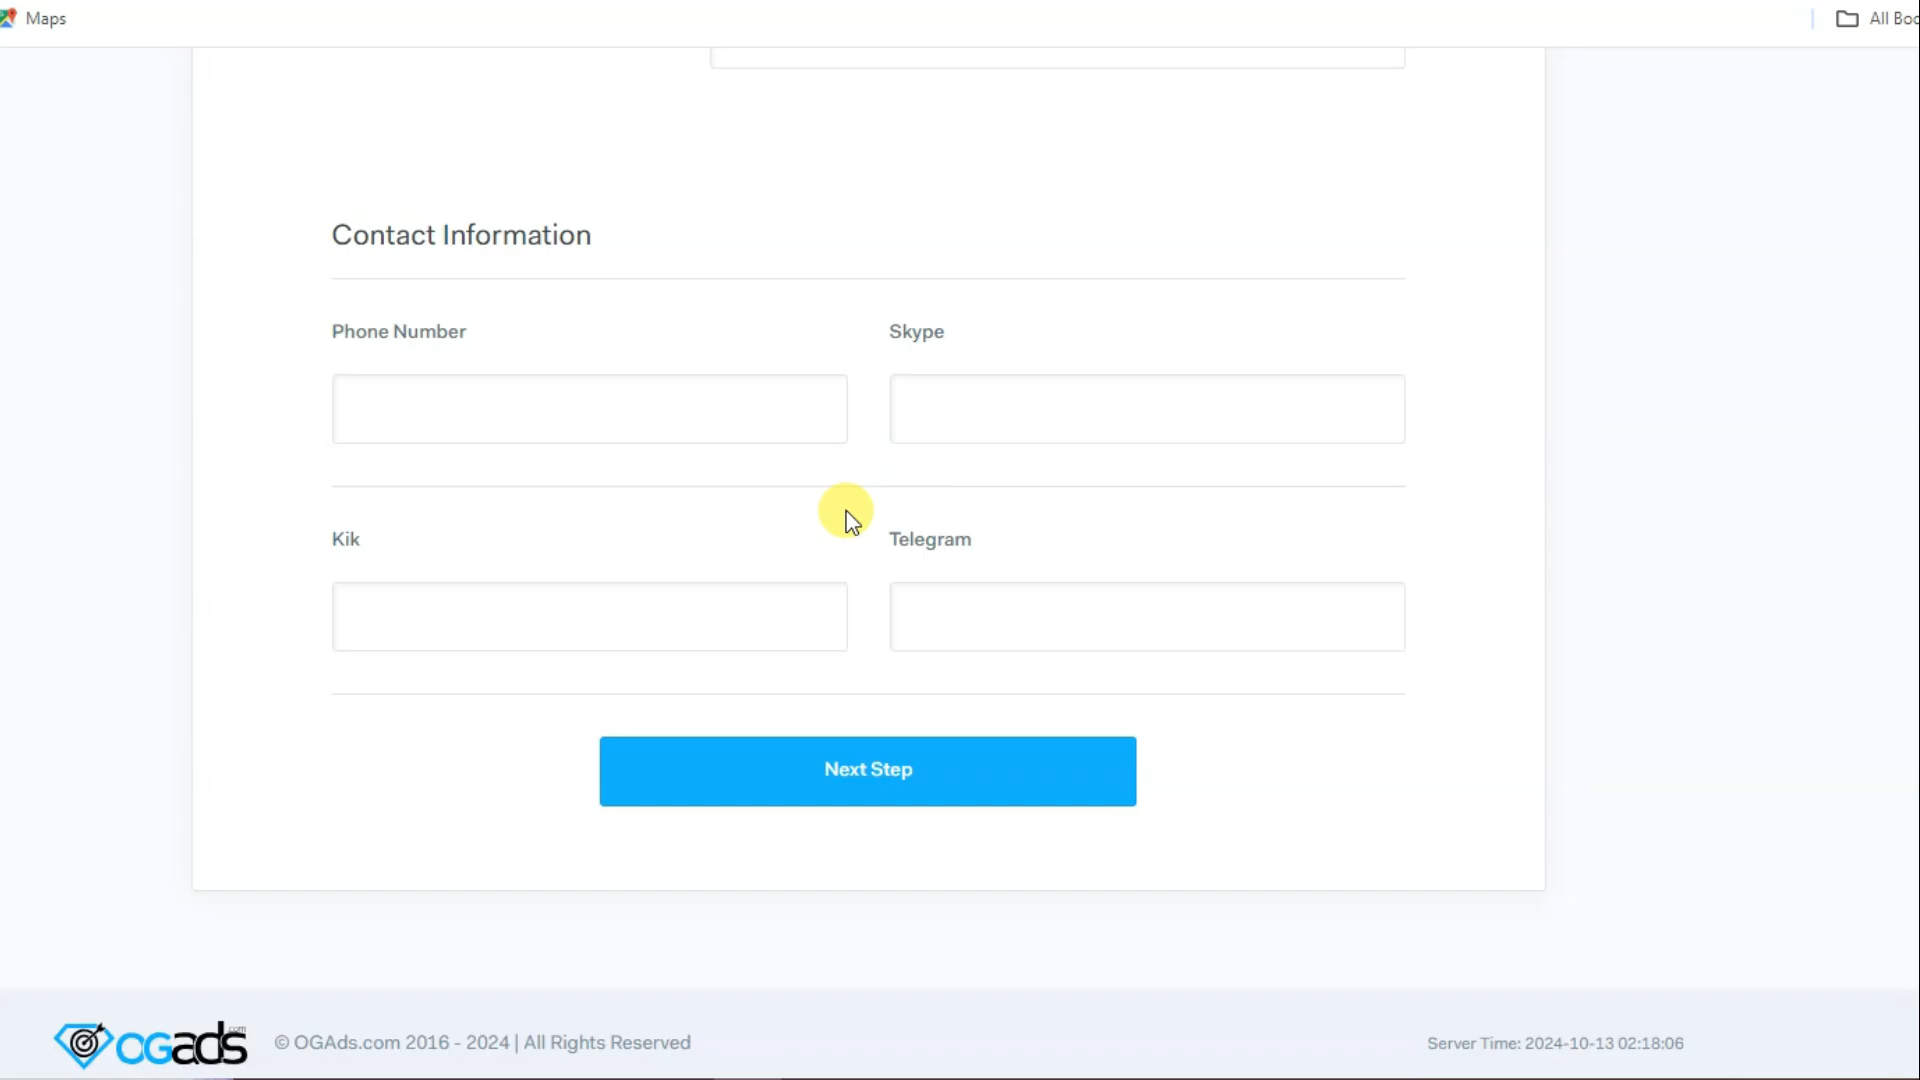 Maps
All Boo
Contact Information
Phone Number
Skype
Kik
Telegram
Next Step
OGads.com
© OGAds.com 2016 - 2024 | All Rights Reserved
Server Time: 2024-10-13 02:18:06